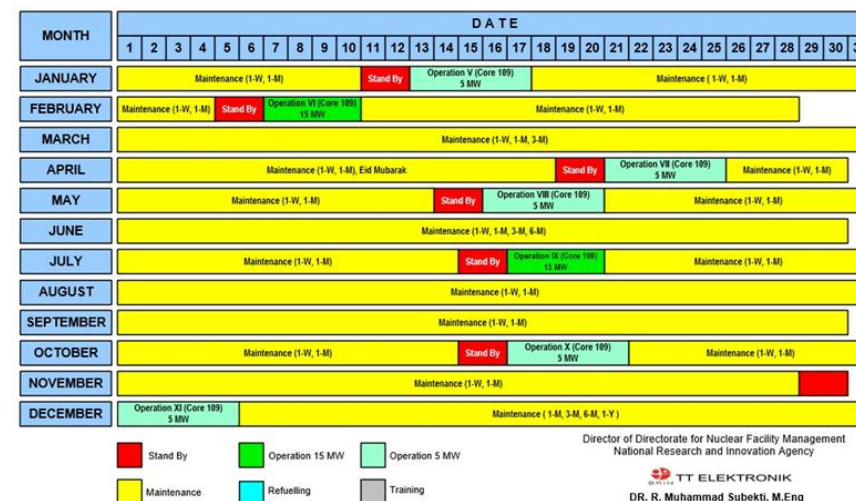 MONTH
DATE
1 2 3 4 5 6 7 8 9 10 11 12 13 14 15 16 17 18 19 20 21 22 23 24 25 26 27 28 29 30
JANUARY
Maintenance (1-W, 1-M)
Stand By
Operation V (Core 109)
5 MW
Maintenance ( 1-W, 1-M)
FEBRUARY
Maintenance (1-W, 1-M)
Stand By
Operation VI (Core 109)
15 MW
Maintenance (1-W, 1-M)
MARCH
Maintenance (1-W, 1-M, 3-M)
APRIL
Maintenance (1-W, 1-M), Eid Mubarak
Stand By
Operation VII (Core 109)
5 MW
Maintenance (1-W, 1-M)
MAY
Maintenance (1-W, 1-M)
Stand By
Operation VIII (Core 109)
5 MW
Maintenance (1-W, 1-M)
JUNE
Maintenance (1-W, 1-M, 3-M, 6-M)
JULY
Maintenance (1-W, 1-M)
Stand By
Operation IX (Core 109)
15 MW
Maintenance (1-W, 1-M)
AUGUST
Maintenance (1-W, 1-M)
SEPTEMBER
Maintenance (1-W, 1-M)
OCTOBER
Maintenance (1-W, 1-M)
Stand By
Operation X (Core 109)
5 MW
Maintenance (1-W, 1-M)
NOVEMBER
Maintenance (1-W, 1-M)
DECEMBER
Operation XI (Core 109)
5 MW
Maintenance ( 1-M, 3-M, 6-M, 1-Y )
Stand By
Operation 15 MW
Operation 5 MW
Maintenance
Refuelling
Training
Director of Directorate for Nuclear Facility Management
National Research and Innovation Agency
BRIN
TT ELEKTRONIK
DR. R. Muhammad Subekti, M.Eng